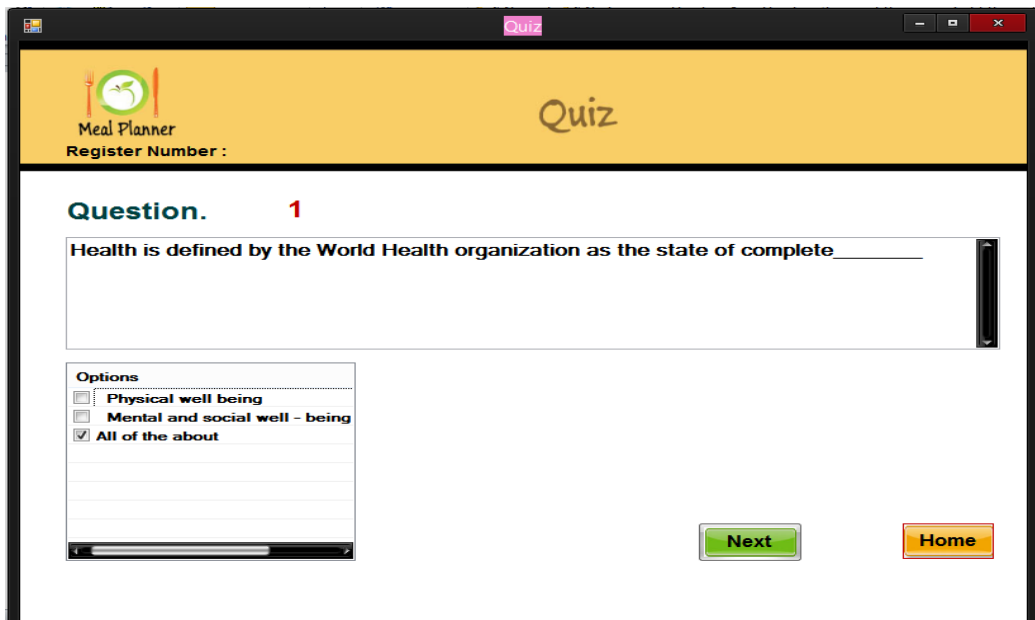 Quiz
Quiz
Meal Planner
Register Number :
Question. 1
Health is defined by the World Health organization as the state of complete________
Options
Physical well being
Mental and social well - being
All of the about
Next
Home